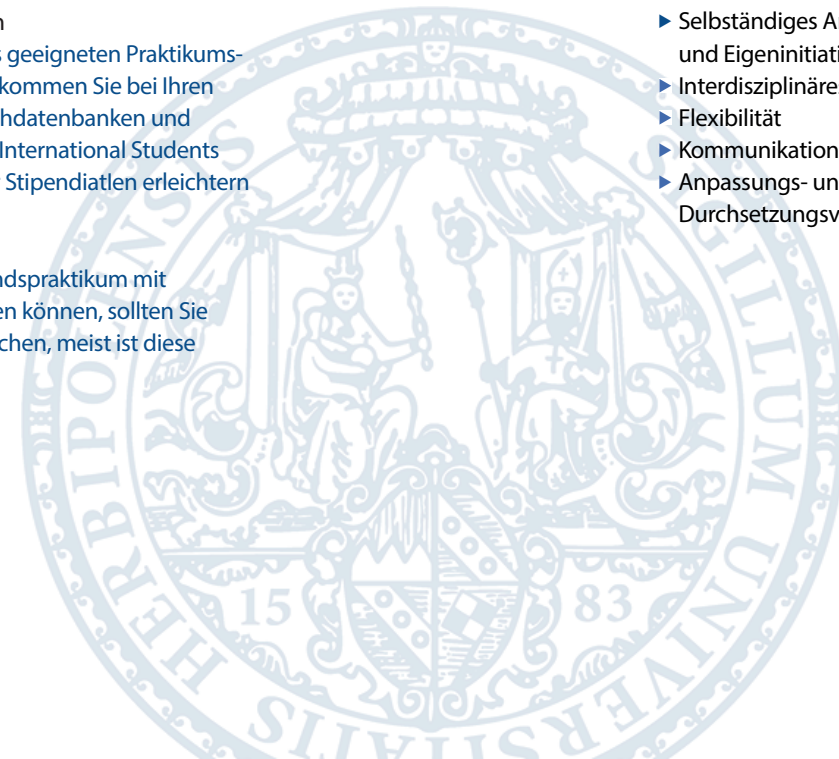 n
s geeigneten Praktikums-
kommen Sie bei Ihren
hdatenbanken und
International Students
r Stipendiatlen erleichtern
ndspraktikum mit
en können, sollten Sie
chen, meist ist diese
▶ Selbständiges A
und Eigeninitiati
▶ Interdisziplinäre
▶ Flexibilität
▶ Kommunikation
▶ Anpassungs- un
Durchsetzungsv
SIGILLUM UNIVERSITATIS HERBIPOLENSIS
15 83